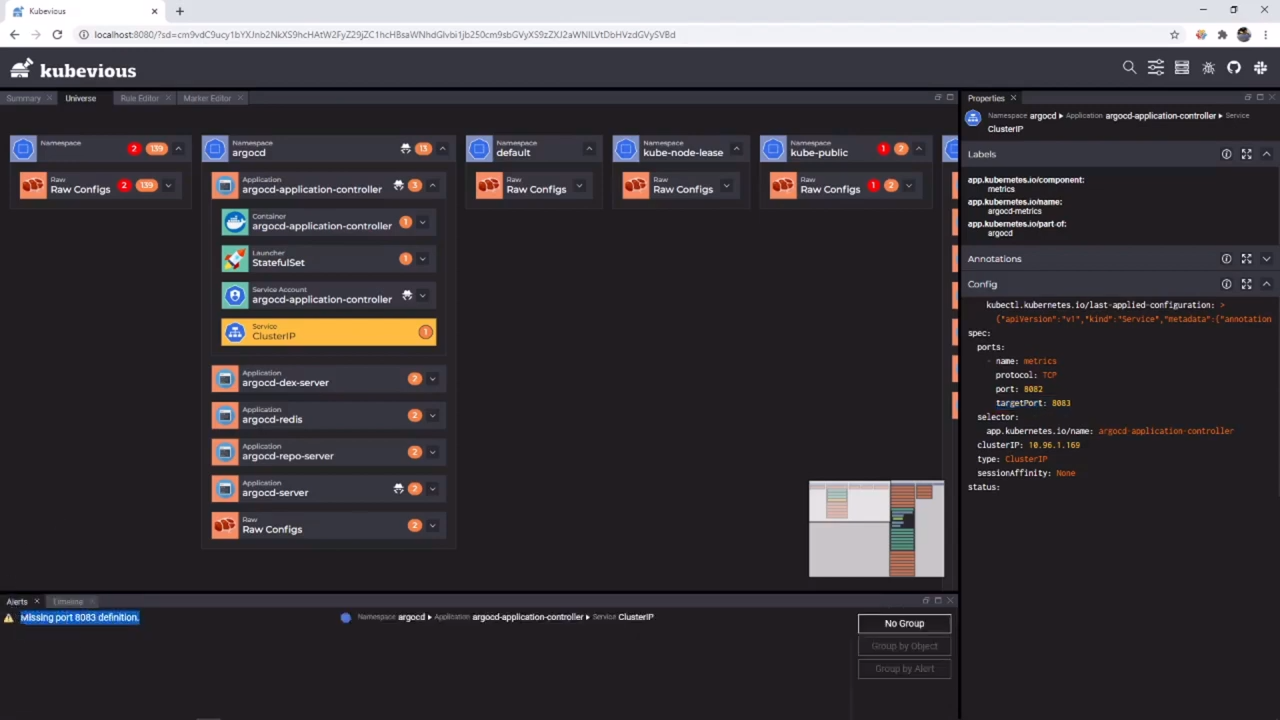 Kubevious
localhost:8080/?sd=cm9vdC9ucy1bYXJnb2NkXS9hcHAtW2FyZ29jZC1hcHBsaWNhdGlvbi1jb250cm9sbGVyXS9zZXJ2aWNlLVtDbHVzdGVySVBd
kubevious
Summary
Universe
Rule Editor
Marker Editor
Properties
Namespace
2 139
Raw
Raw Configs
2 139
Namespace
argocd
13
Application
argocd-application-controller
3
Container
argocd-application-controller
1
Launcher
StatefulSet
1
Service Account
argocd-application-controller
Service
ClusterIP
1
Application
argocd-dex-server
2
Application
argocd-redis
2
Application
argocd-repo-server
2
Application
argocd-server
2
Raw
Raw Configs
2
Namespace
default
Raw
Raw Configs
Namespace
kube-node-lease
Raw
Raw Configs
Namespace
kube-public
1 2
Raw
Raw Configs
1 2
Namespace argocd Application argocd-application-controller Service
ClusterIP
Labels
app.kubernetes.io/component:
metrics
app.kubernetes.io/name:
argocd-metrics
app.kubernetes.io/part-of:
argocd
Annotations
Config
kubectl.kubernetes.io/last-applied-configuration: >
{"apiVersion":"v1","kind":"Service","metadata":{"annotation
spec:
ports:
- name: metrics
protocol: TCP
port: 8082
targetPort: 8083
selector:
app.kubernetes.io/name: argocd-application-controller
clusterIP: 10.96.1.169
type: ClusterIP
sessionAffinity: None
status:
Alerts
Timeline
Missing port 8083 definition.
Namespace argocd Application argocd-application-controller Service ClusterIP
No Group
Group by Object
Group by Alert